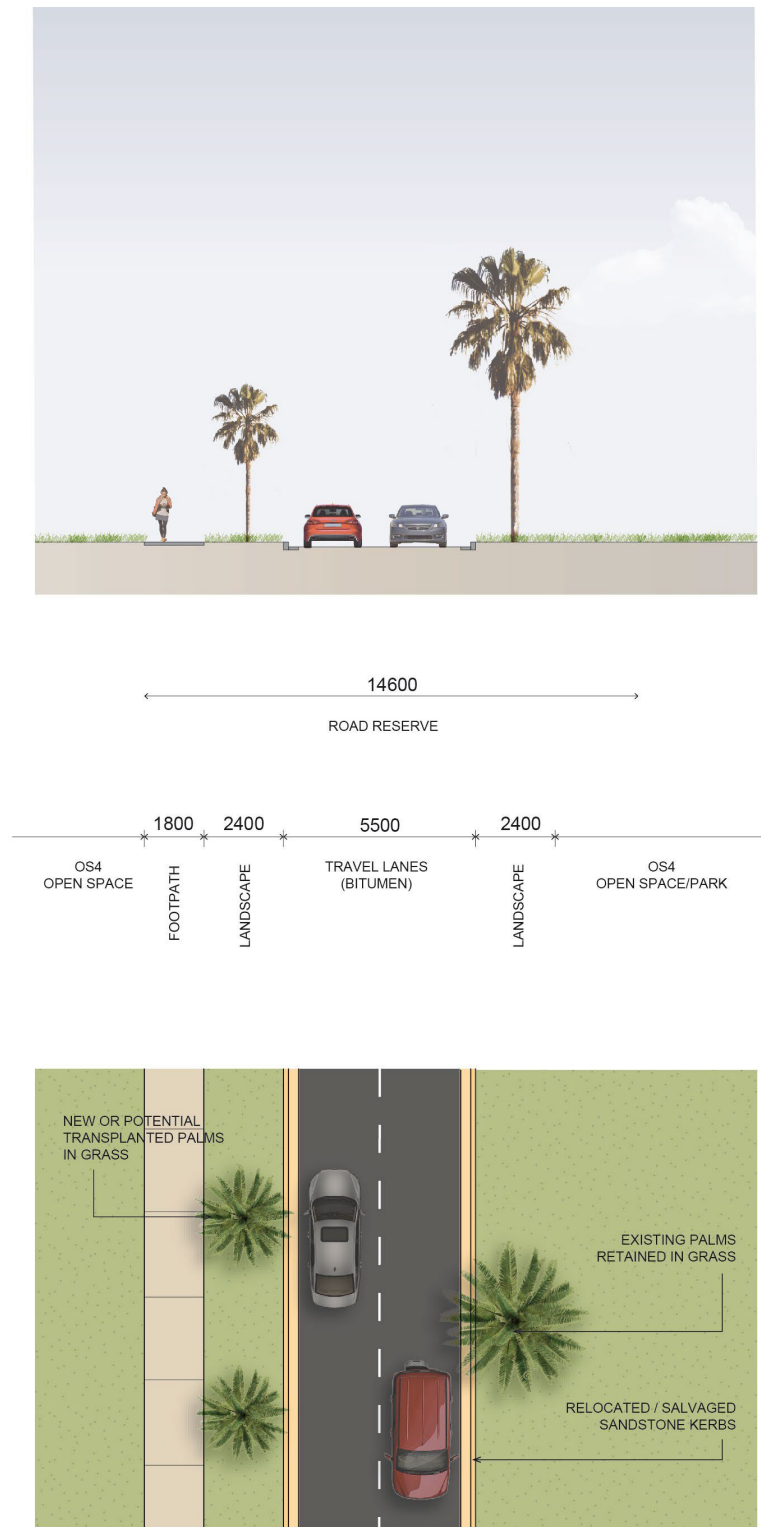 14600
ROAD RESERVE
1800
2400
5500
2400
OS4
OPEN SPACE
FOOTPATH
LANDSCAPE
TRAVEL LANES
(BITUMEN)
LANDSCAPE
OS4
OPEN SPACE/PARK
NEW OR POTENTIAL
TRANSPLANTED PALMS
IN GRASS
EXISTING PALMS
RETAINED IN GRASS
RELOCATED / SALVAGED
SANDSTONE KERBS